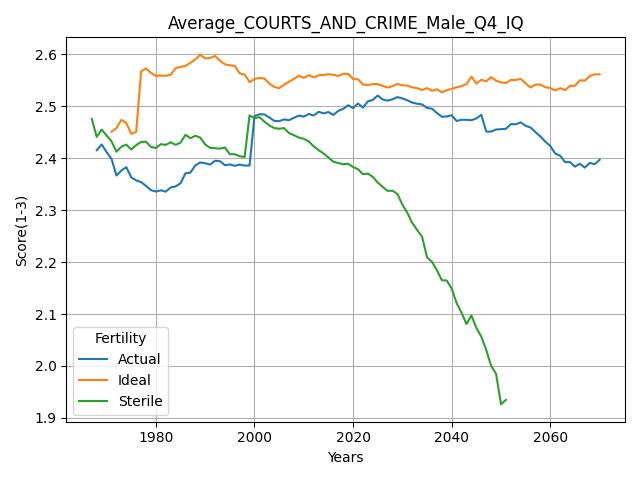 Average_COURTS_AND_CRIME_Male_Q4_IQ
Score(1-3)
2.6
2.5
2.4
2.3
2.2
2.1
2.0
1.9
Fertility
Actual
Ideal
Sterile
1980 2000 2020 2040 2060
Years